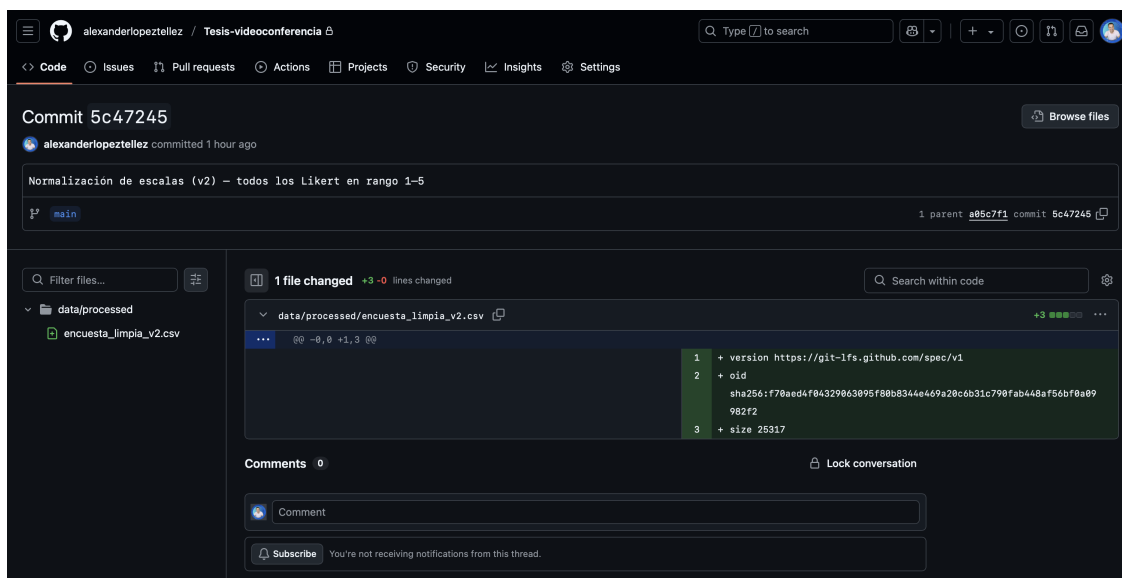 alexanderlopeztellez / Tesis-videoconferencia
Type / to search
Code Issues Pull requests Actions Projects Security Insights Settings
Commit 5c47245
Browse files
alexanderlopeztellez committed 1 hour ago
Normalización de escalas (v2) — todos los Likert en rango 1–5
main
1 parent a05c7f1 commit 5c47245
Filter files...
1 file changed +3 -0 lines changed
Search within code
data/processed
encuesta_limpia_v2.csv
data/processed/encuesta_limpia_v2.csv
+3
@@ -0,0 +1,3 @@
1 + version https://git-lfs.github.com/spec/v1
2 + oid
sha256:f70aed4f04329063095f80b8344e469a20c6b31c790fab448af56bf0a09
982f2
3 + size 25317
Comments 0
Lock conversation
Comment
Subscribe You're not receiving notifications from this thread.